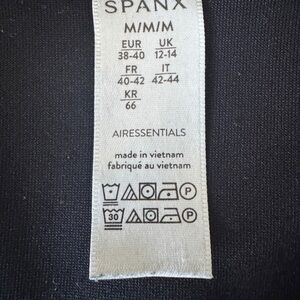 SPANX
M/M/M
EUR UK
38-40 12-14
FR IT
40-42 42-44
KR
66
AIRESSENTIALS
made in vietnam
fabriqué au vietnam
P
30 P